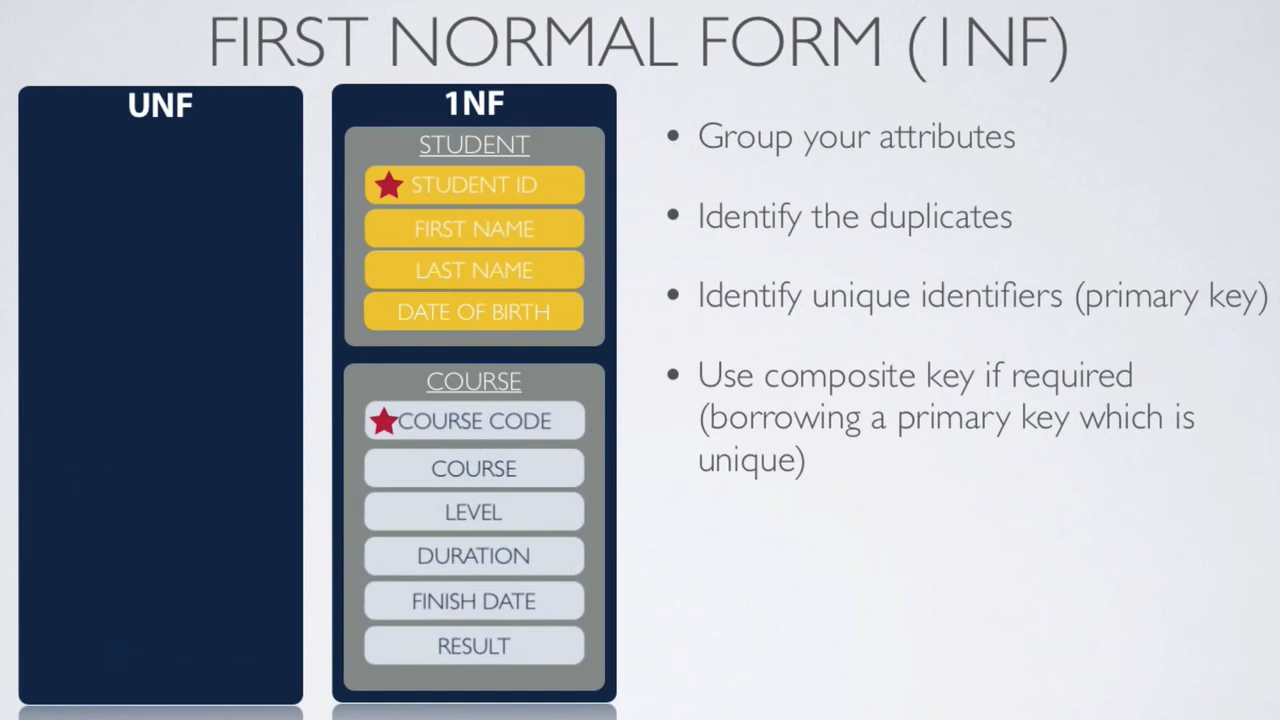 FIRST NORMAL FORM (1NF)
UNF
1NF
STUDENT
STUDENT ID
FIRST NAME
LAST NAME
DATE OF BIRTH
COURSE
COURSE CODE
COURSE
LEVEL
DURATION
FINISH DATE
RESULT
• Group your attributes
• Identify the duplicates
• Identify unique identifiers (primary key)
• Use composite key if required
(borrowing a primary key which is
unique)